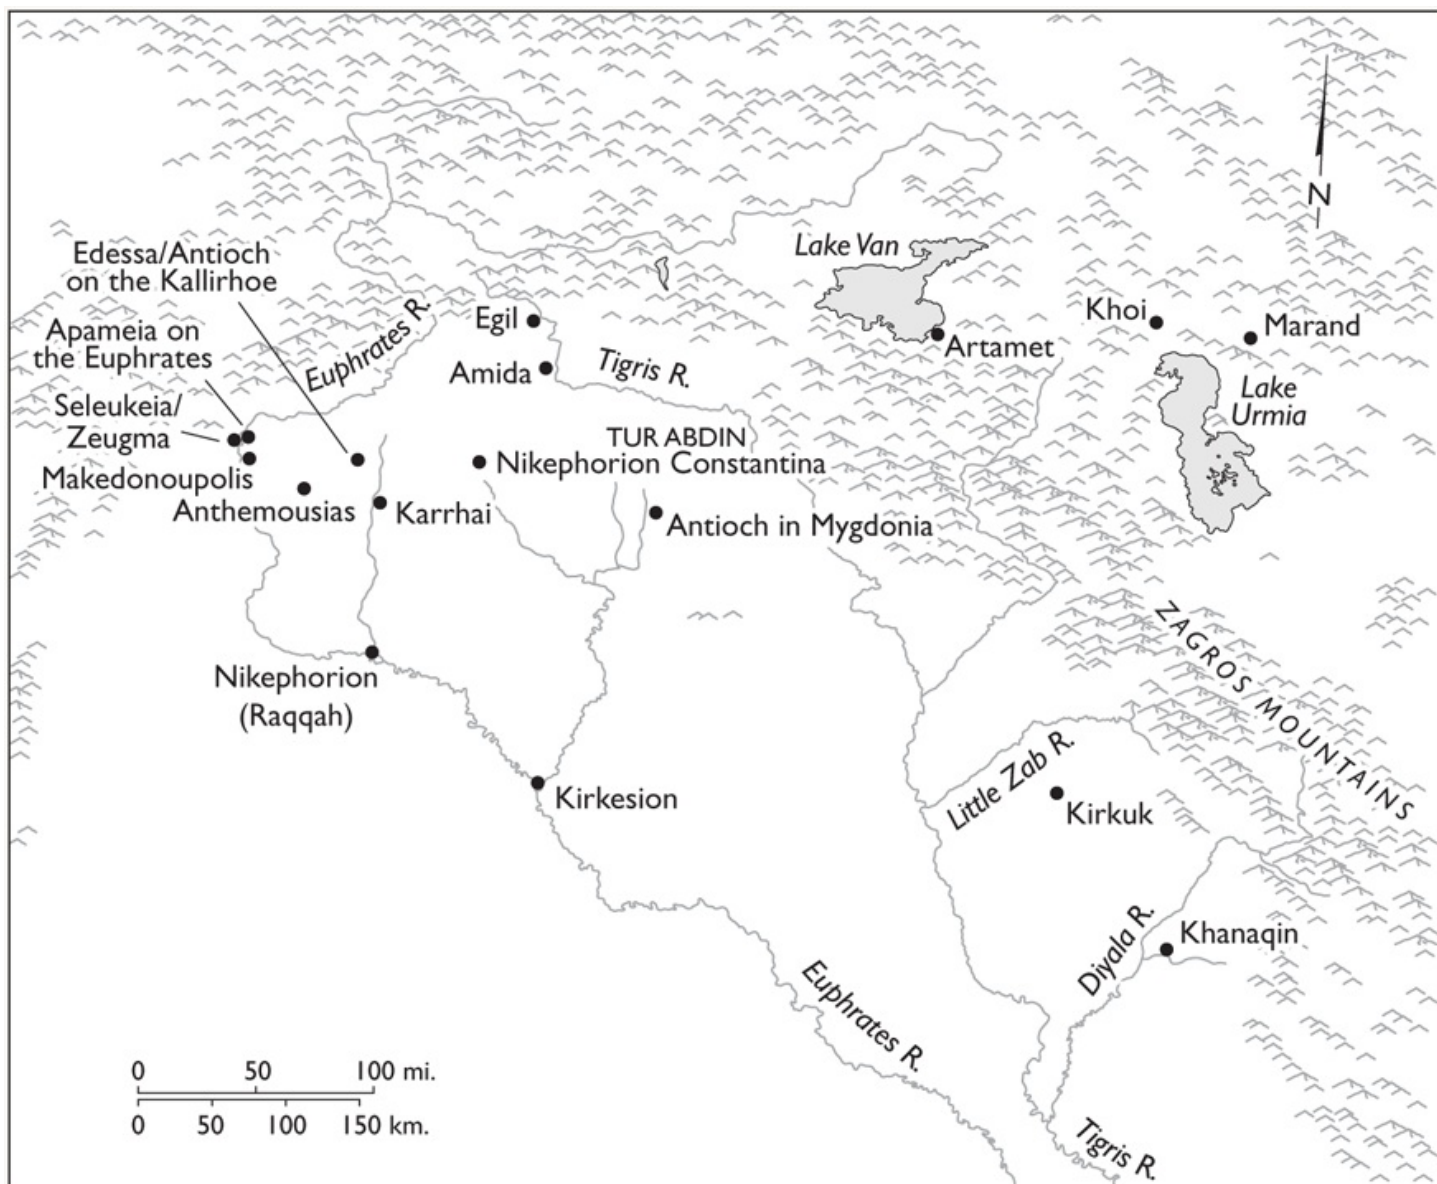 N
Lake Van
Edessa/Antioch
on the Kallirhoe
Khoi
Marand
Egil
Artamet
Apameia on
the Euphrates
Euphrates R.
Amida
Tigris R.
Lake
Urmia
Seleukeia/
Zeugma
TUR ABDIN
Nikephorion Constantina
Makedonoupolis
Anthemousias
Karrhai
Antioch in Mygdonia
ZAGROS MOUNTAINS
Nikephorion
(Raqqah)
Little Zab R.
Kirkesion
Kirkuk
Diyala R.
Khanaqin
Euphrates R.
0 50 100 mi.
0 50 100 150 km.
Tigris R.